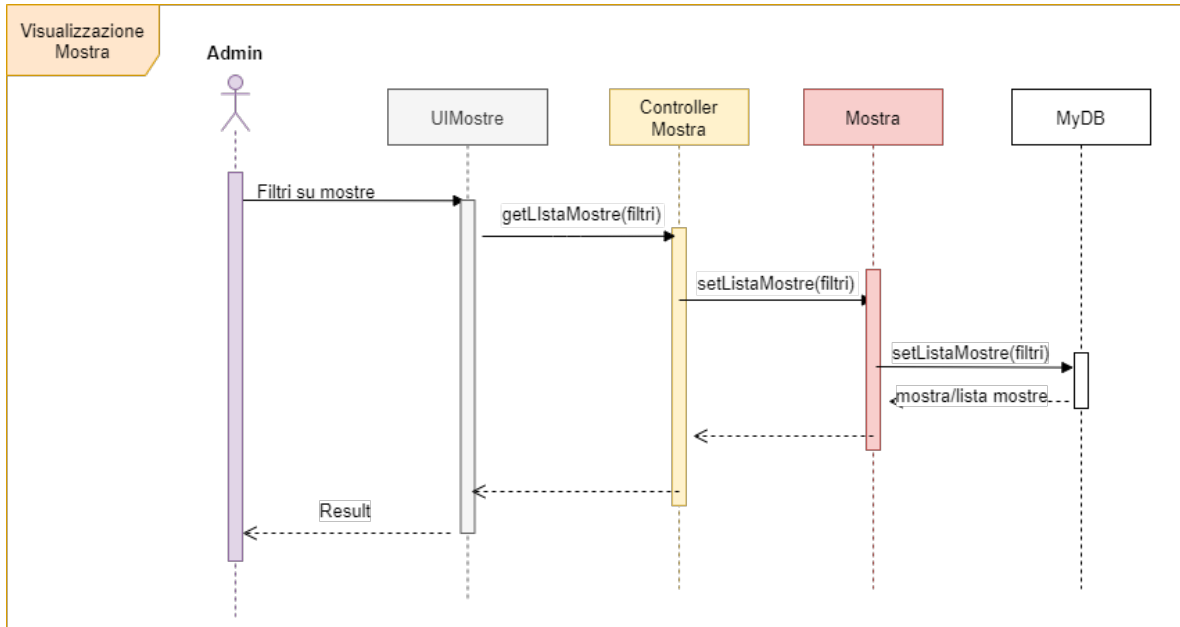 Visualizzazione
Mostra
Admin
UIMostre
Controller
Mostra
Mostra
MyDB
Filtri su mostre
getLIstaMostre(filtri)
setListaMostre(filtri)
setListaMostre(filtri)
mostra/lista mostre
Result